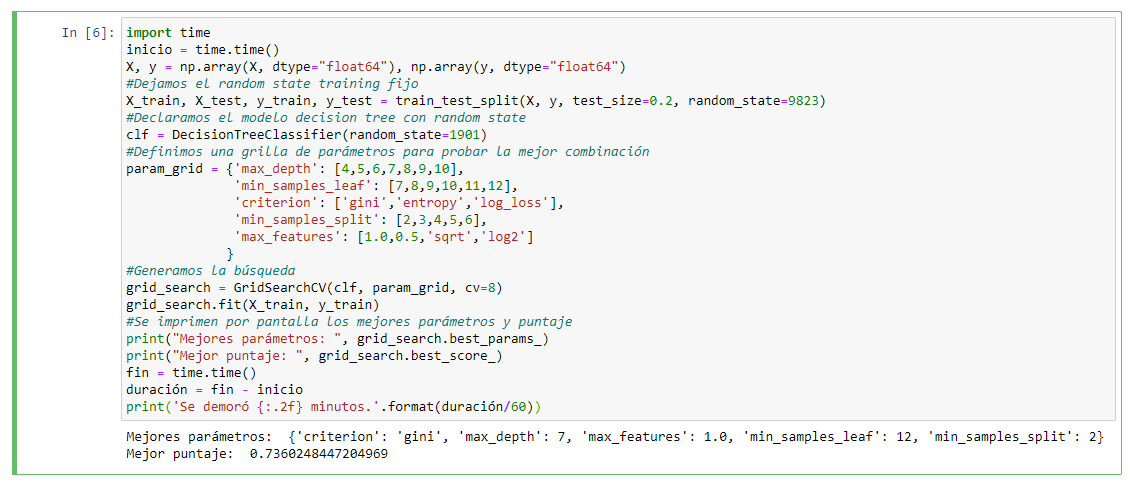 In [6]: import time
inicio = time.time()
X, y = np.array(X, dtype="float64"), np.array(y, dtype="float64")
#Dejamos el random state training fijo
X_train, X_test, y_train, y_test = train_test_split(X, y, test_size=0.2, random_state=9823)
#Declaramos el modelo decision tree con random state
clf = DecisionTreeClassifier(random_state=1901)
#Definimos una grilla de parámetros para probar la mejor combinación
param_grid = {'max_depth': [4,5,6,7,8,9,10],
'min_samples_leaf': [7,8,9,10,11,12],
'criterion': ['gini','entropy','log_loss'],
'min_samples_split': [2,3,4,5,6],
'max_features': [1.0,0.5,'sqrt','log2']
}
#Generamos la búsqueda
grid_search = GridSearchCV(clf, param_grid, cv=8)
grid_search.fit(X_train, y_train)
#Se imprimen por pantalla los mejores parámetros y puntaje
print("Mejores parámetros: ", grid_search.best_params_)
print("Mejor puntaje: ", grid_search.best_score_)
fin = time.time()
duración = fin - inicio
print('Se demoró {:.2f} minutos.'.format(duración/60))
Mejores parámetros:  {'criterion': 'gini', 'max_depth': 7, 'max_features': 1.0, 'min_samples_leaf': 12, 'min_samples_split': 2}
Mejor puntaje:  0.7360248447204969